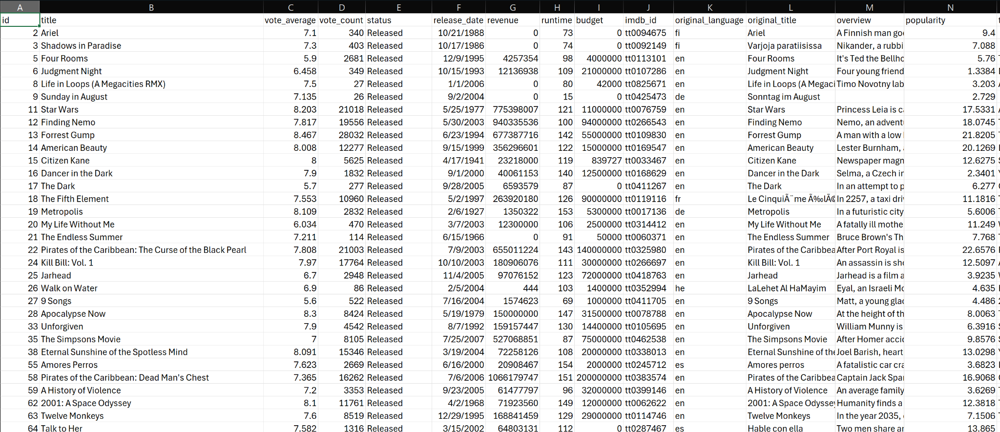 A B C D E F G H I J K L M N
id title vote_average vote_count status release_date revenue runtime budget imdb_id original_language original_title overview popularity
2 Ariel 7.1 340 Released 10/21/1988 0 73 0 tt0094675 fi Ariel A Finnish man 9.4
3 Shadows in Paradise 7.3 403 Released 10/17/1986 0 74 0 tt0092149 fi Varjoja paratiisissa Nikander, a rubbi 7.088
5 Four Rooms 5.9 2681 Released 12/9/1995 4257354 98 4000000 tt0113101 en Four Rooms It's Ted the Bellho 5.76
6 Judgment Night 6.458 349 Released 10/15/1993 12136938 109 21000000 tt0107286 en Judgment Night Four young friend 1.3384
8 Life in Loops (A Megacities RMX) 7.5 27 Released 1/1/2006 0 80 42000 tt0825671 en Life in Loops (A Megaci Timo Novotny lab 3.203
9 Sunday in August 7.135 26 Released 9/2/2004 0 15 0 tt0425473 de Sonntag im August 2.729
11 Star Wars 8.203 21018 Released 5/25/1977 775398007 121 11000000 tt0076759 en Star Wars Princess Leia is 17.5331
12 Finding Nemo 7.817 19556 Released 5/30/2003 940335536 100 94000000 tt0266543 en Finding Nemo Nemo, an advent 18.0745
13 Forrest Gump 8.467 28032 Released 6/23/1994 677387716 142 55000000 tt0109830 en Forrest Gump A man with a low 21.8205
14 American Beauty 8.008 12277 Released 9/15/1999 356296601 122 15000000 tt0169547 en American Beauty Lester Burnham, 20.1269
15 Citizen Kane 8 5625 Released 4/17/1941 23218000 119 839727 tt0033467 en Citizen Kane Newspaper magn 12.6275
16 Dancer in the Dark 7.9 1832 Released 9/1/2000 40061153 140 12500000 tt0168629 en Dancer in the Dark Selma, a Czech in 2.3401
17 The Dark 5.7 277 Released 9/28/2005 6593579 87 0 tt0411267 en The Dark In an attempt to p 6.277
18 The Fifth Element 7.553 10960 Released 5/2/1997 263920180 126 90000000 tt0119116 fr Le CinquiÃ¨me Ã‰lÃ© In 2257, a taxi dri 11.1816
19 Metropolis 8.109 2832 Released 2/6/1927 1350322 153 5300000 tt0017136 de Metropolis In a futuristic city 5.6006
20 My Life Without Me 6.034 470 Released 3/7/2003 12300000 106 2500000 tt0314412 en My Life Without Me A fatally ill mothe 11.249
21 The Endless Summer 7.211 114 Released 6/15/1966 0 91 50000 tt0060371 en The Endless Summer Bruce Brown's Th 7.768
22 Pirates of the Caribbean: The Curse of the Black Pearl 7.808 21003 Released 7/9/2003 655011224 143 140000000 tt0325980 en Pirates of the Caribbea After Port Royal is 22.6576
24 Kill Bill: Vol. 1 7.97 17764 Released 10/10/2003 180906076 111 30000000 tt0266697 en Kill Bill: Vol. 1 An assassin is sho 12.5097
25 Jarhead 6.7 2948 Released 11/4/2005 97076152 123 72000000 tt0418763 en Jarhead Jarhead is a film a 3.9235
26 Walk on Water 6.9 86 Released 2/5/2004 444 103 1400000 tt0352994 he LaLehet Al HaMayim Eyal, an Israeli Mo 4.635
27 9 Songs 5.6 522 Released 7/16/2004 1574623 69 1000000 tt0411705 en 9 Songs Matt, a young glac 4.486
28 Apocalypse Now 8.3 8424 Released 5/19/1979 150000000 147 31500000 tt0078788 en Apocalypse Now At the height of th 8.0063
33 Unforgiven 7.9 4542 Released 8/7/1992 159157447 130 14400000 tt0105695 en Unforgiven William Munny is 6.3916
35 The Simpsons Movie 7 8105 Released 7/25/2007 527068851 87 75000000 tt0462538 en The Simpsons Movie After Homer acci 9.8576
38 Eternal Sunshine of the Spotless Mind 8.091 15346 Released 3/19/2004 72258126 108 20000000 tt0338013 en Eternal Sunshine of the Joel Barish, heart 13.0298
55 Amores Perros 7.623 2669 Released 6/16/2000 20908467 154 2000000 tt0245712 es Amores perros A fatalistic car cra 3.6823
58 Pirates of the Caribbean: Dead Man's Chest 7.365 16262 Released 7/6/2006 1066179747 151 200000000 tt0383574 en Pirates of the Caribbea Captain Jack Spar 16.9068
59 A History of Violence 7.2 3353 Released 9/23/2005 61477797 96 32000000 tt0399146 en A History of Violence An average family 3.6269
62 2001: A Space Odyssey 8.1 11761 Released 4/2/1968 71923560 149 12000000 tt0062622 en 2001: A Space Odyssey Humanity finds a 12.3818
63 Twelve Monkeys 7.6 8519 Released 12/29/1995 168841459 129 29000000 tt0114746 en Twelve Monkeys In the year 2035, 7.1506
64 Talk to Her 7.582 1316 Released 3/15/2002 64803131 112 0 tt0287467 es Hable con ella Two men share an 13.865